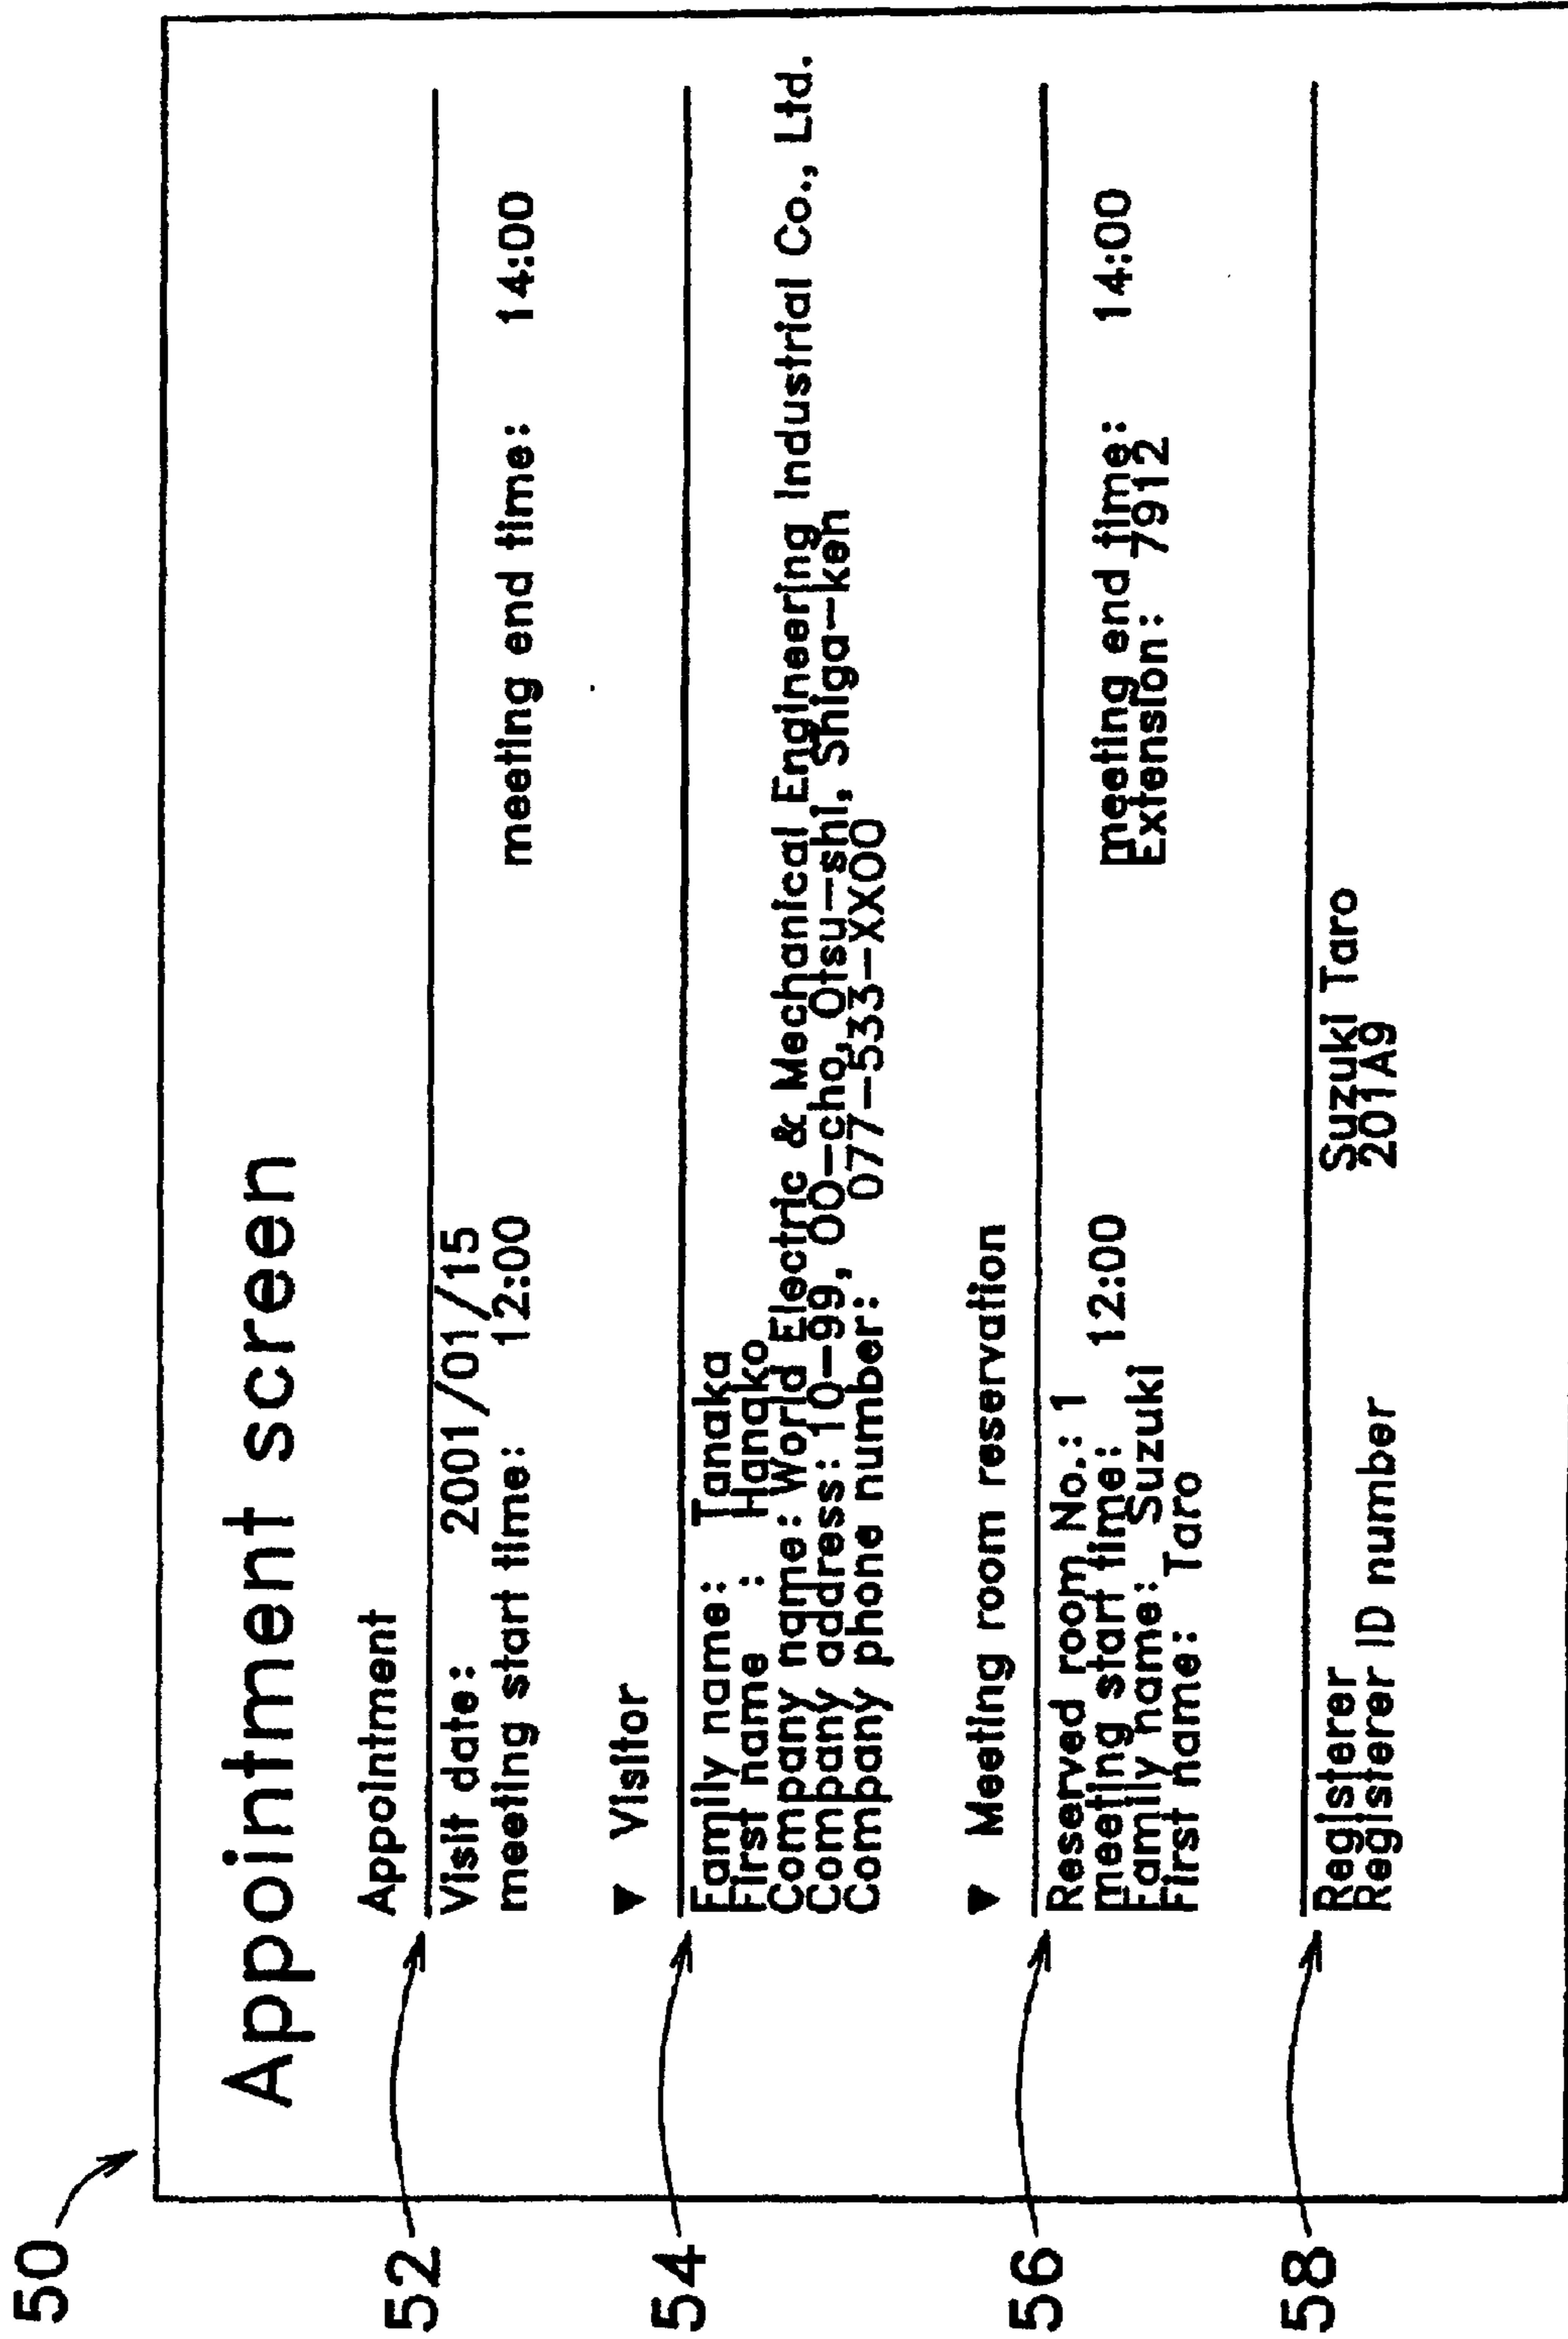 50
Appointment screen
Appointment
52
Visit date: 2001/01/15
meeting start time: 12:00 meeting end time: 14:00
▼ Visitor
54
Family name: Tanaka
First name : Hanako
Company name: World Electric & Mechanical Engineering Industrial Co., Ltd.
Company address: 10-99, OO-cho, Otsu-shi, Shiga-ken
Company phone number: 077-533-XXOO
▼ Meeting room reservation
56
Reserved room No.: 1
meeting start time: 12:00 meeting end time: 14:00
Family name: Suzuki Extension: 7912
First name: Taro
58
Registerer Suzuki Taro
Registerer ID number 201A9